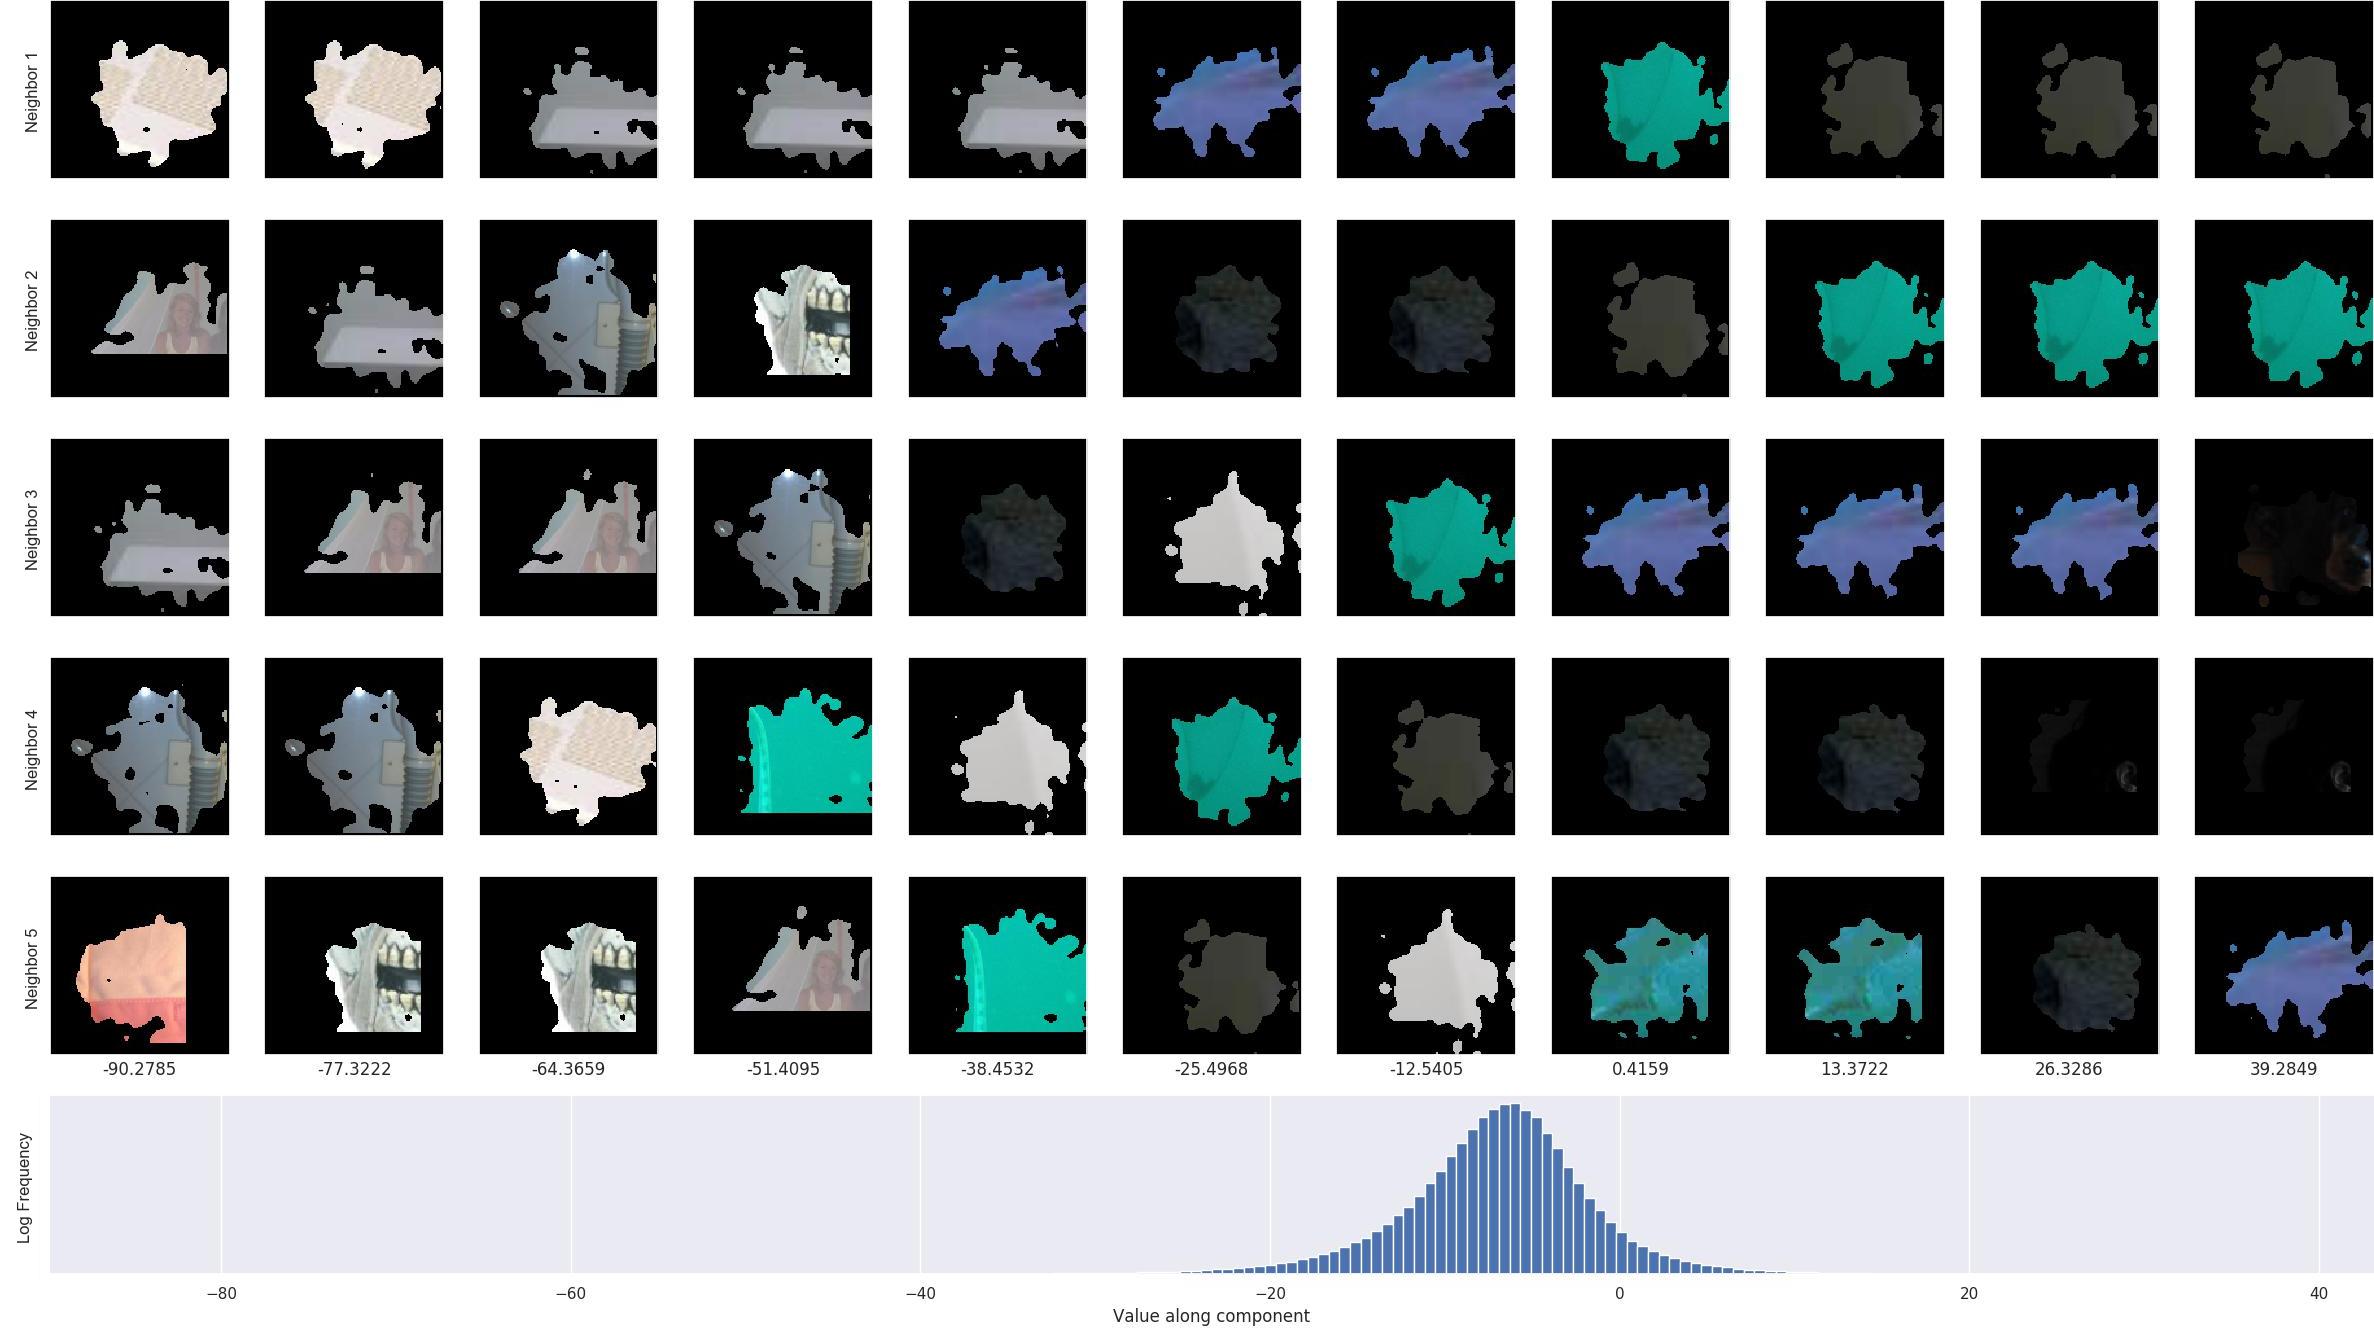 Neighbor 1
Neighbor 2
Neighbor 3
Neighbor 4
Neighbor 5
-90.2785 -77.3222 -64.3659 -51.4095 -38.4532 -25.4968 -12.5405 0.4159 13.3722 26.3286 39.2849
Log Frequency
−80 −60 −40 −20 0 20 40
Value along component